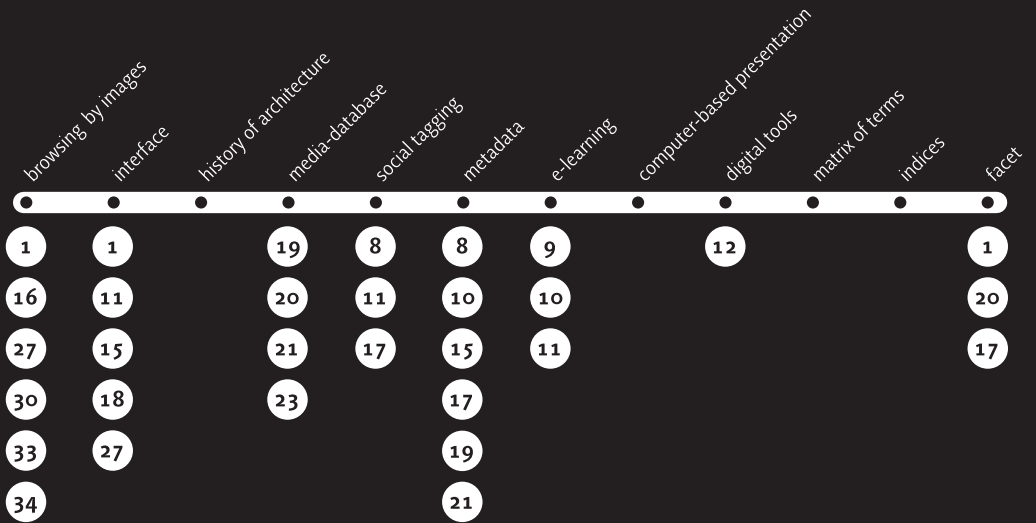 browsing by images
interface
history of architecture
media-database
social tagging
metadata
e-learning
computer-based presentation
digital tools
matrix of terms
indices
facet
1 1 19 8 8 9 12 1
16 11 20 11 10 10 20
27 15 21 17 15 11 17
30 18 23 17
33 27 19
34 21